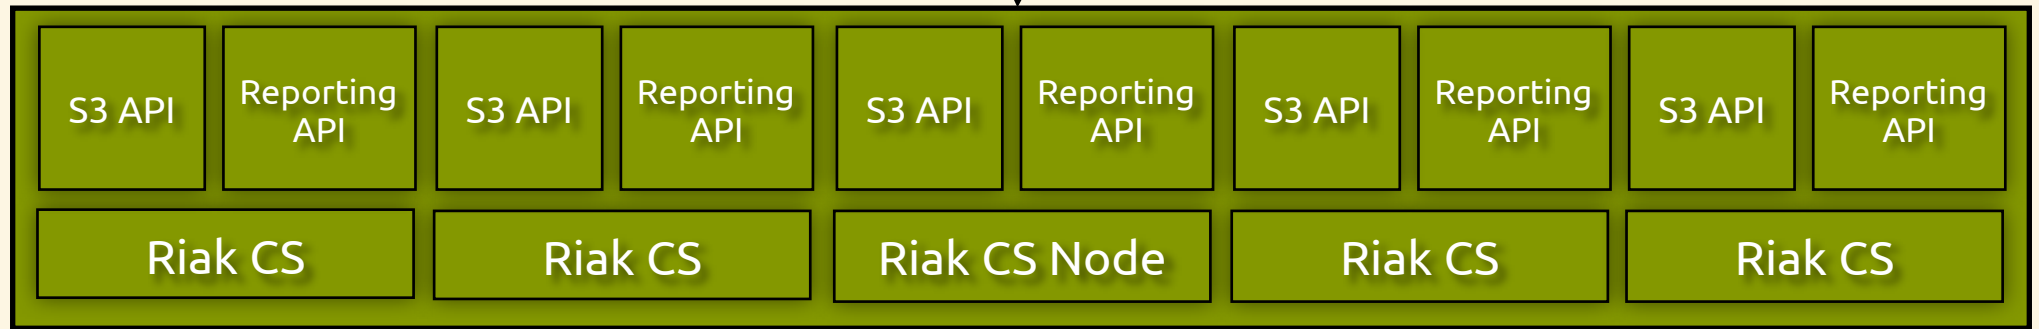 S3 API
Reporting
API
S3 API
Reporting
API
S3 API
Reporting
API
S3 API
Reporting
API
S3 API
Reporting
API
Riak CS
Riak CS
Riak CS Node
Riak CS
Riak CS